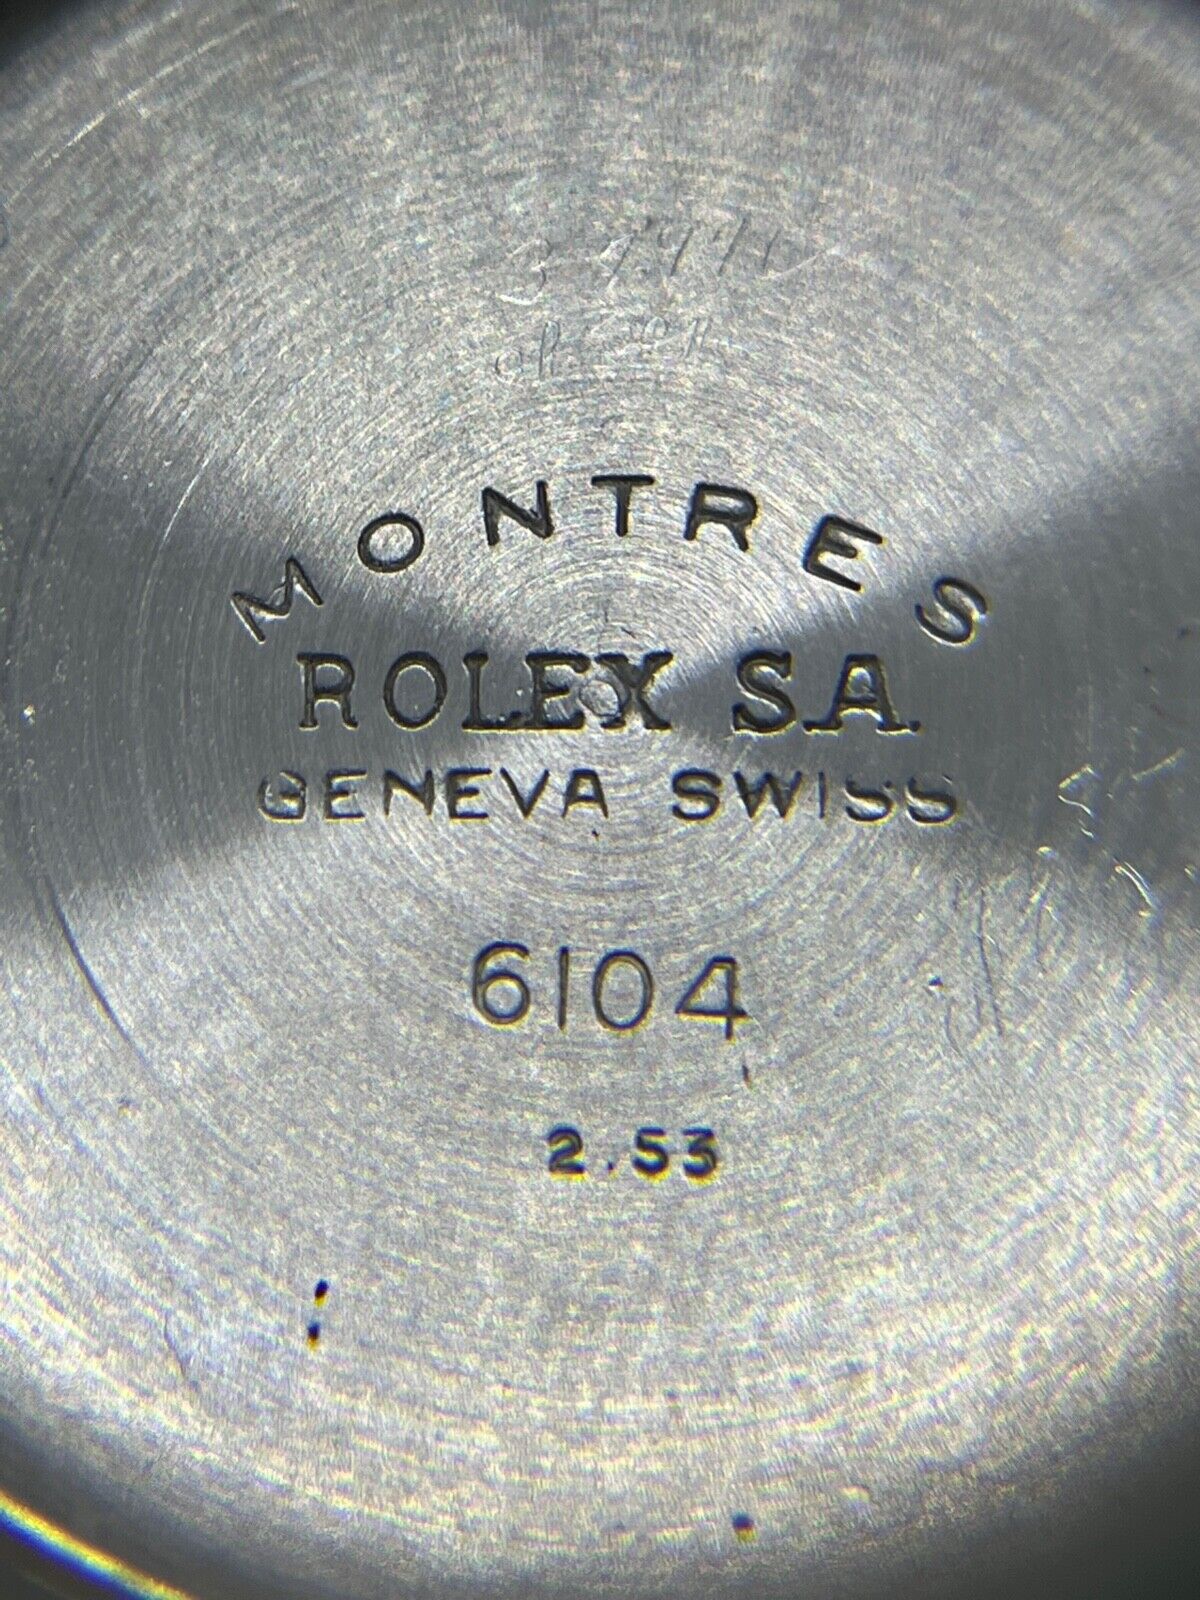 MONTRES
ROLEX S.A.
GENEVA SWISS
6104
2.53